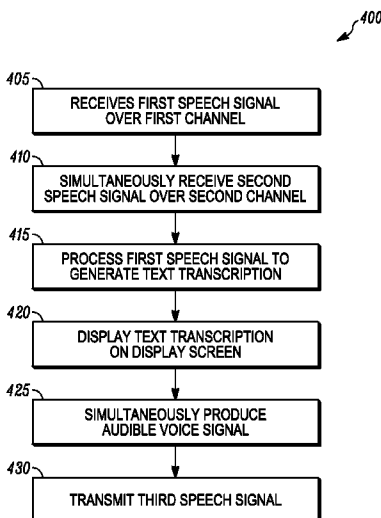 400
405
RECEIVES FIRST SPEECH SIGNAL
OVER FIRST CHANNEL
410
SIMULTANEOUSLY RECEIVE SECOND
SPEECH SIGNAL OVER SECOND CHANNEL
415
PROCESS FIRST SPEECH SIGNAL TO
GENERATE TEXT TRANSCRIPTION
420
DISPLAY TEXT TRANSCRIPTION
ON DISPLAY SCREEN
425
SIMULTANEOUSLY PRODUCE
AUDIBLE VOICE SIGNAL
430
TRANSMIT THIRD SPEECH SIGNAL